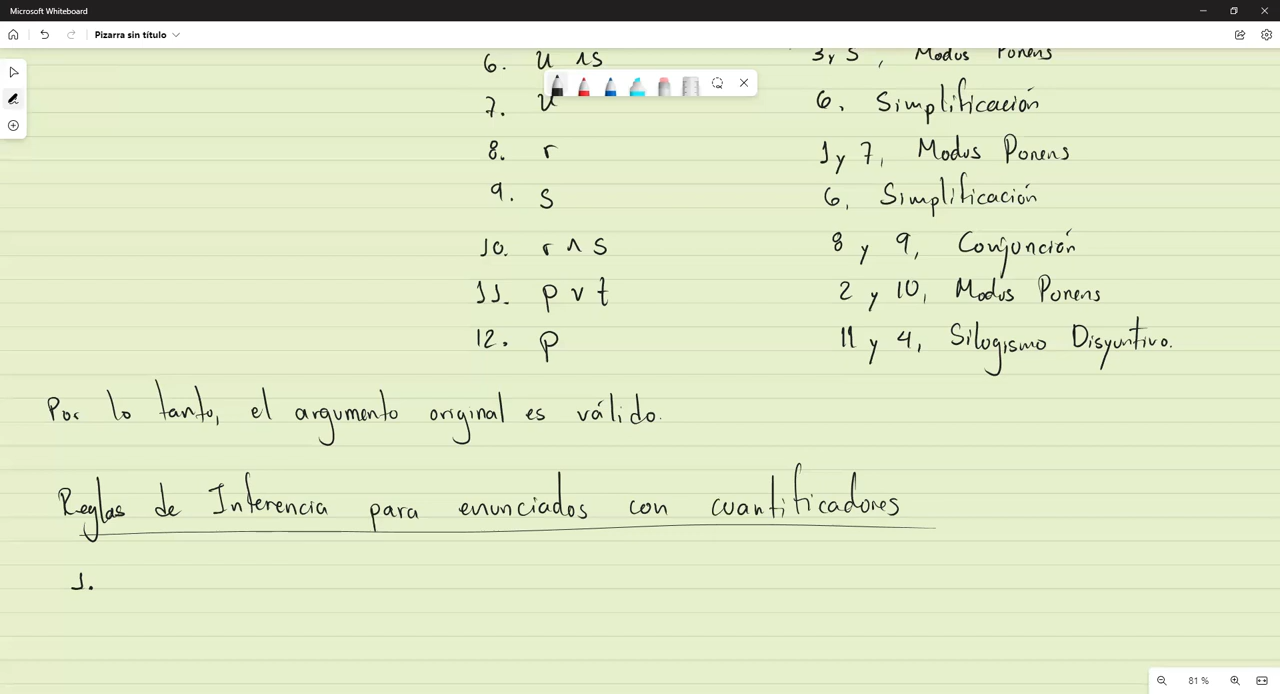 Microsoft Whiteboard
Pizarra sin título
6. u ∧ s 3 y 5, Modus Ponens
7. u 6, Simplificación
8. r 1 y 7, Modus Ponens
9. s 6, Simplificación
10. r ∧ s 8 y 9, Conjunción
11. p ∨ t 2 y 10, Modus Ponens
12. p 11 y 4, Silogismo Disyuntivo.
Por lo tanto, el argumento original es válido.
Reglas de Inferencia para enunciados con cuantificadores
1.
81 %